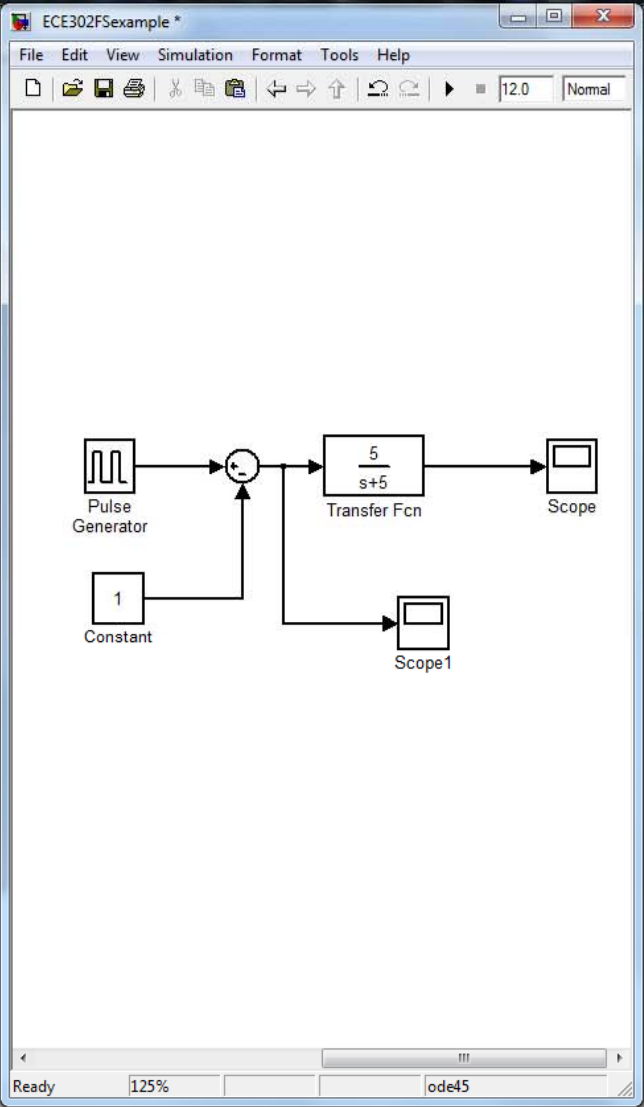 ECE302FSexample *
File Edit View Simulation Format Tools Help
12.0 Normal
5
s+5
Transfer Fcn
Scope
Pulse
Generator
1
Constant
Scope1
Ready 125% ode45